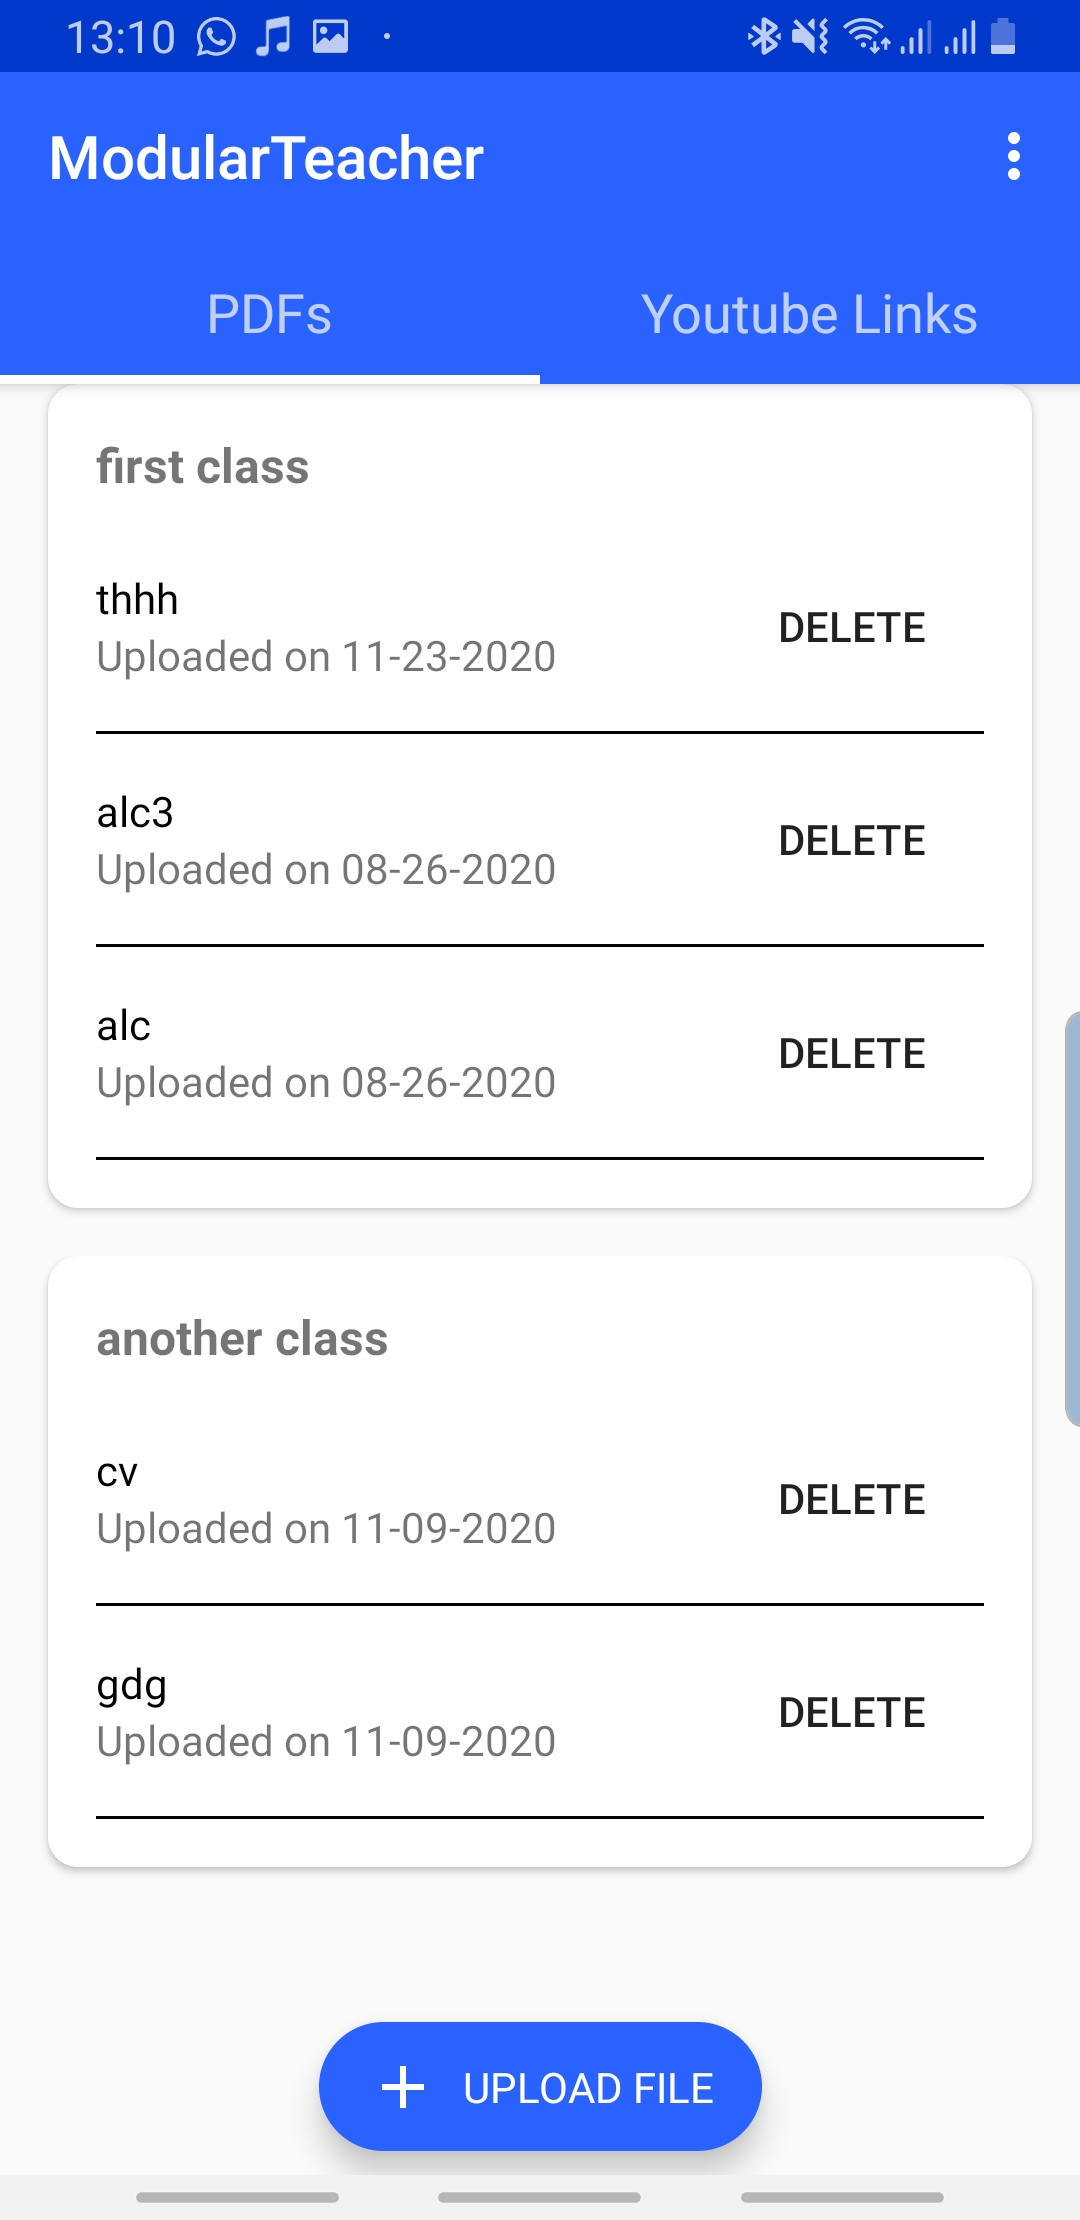 13:10
ModularTeacher
PDFs
Youtube Links
first class
thhh
DELETE
Uploaded on 11-23-2020
alc3
DELETE
Uploaded on 08-26-2020
alc
DELETE
Uploaded on 08-26-2020
another class
cv
DELETE
Uploaded on 11-09-2020
gdg
DELETE
Uploaded on 11-09-2020
UPLOAD FILE